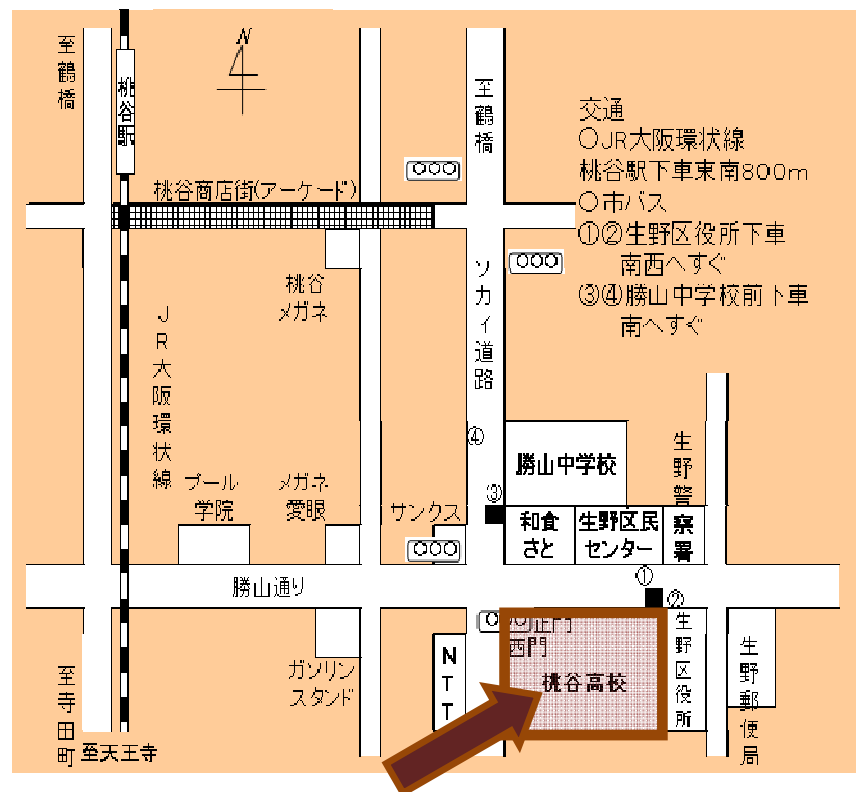 至鶴橋
桃谷駅
N
至鶴橋
交通
○JR大阪環状線
桃谷駅下車東南800m
○市バス
①②生野区役所下車
南西へすぐ
③④勝山中学校前下車
南へすぐ
桃谷商店街(アーケード)
桃谷
メガネ
ソカイ道路
JR大阪環状線
④
勝山中学校
生野警察署
プール
学院
メガネ
愛眼
サンクス
③
和食
さと
生野区民
センター
①
②
勝山通り
正門
西門
桃谷高校
NTT
生野区役所
生野郵便局
ガソリン
スタンド
至寺田町
至天王寺